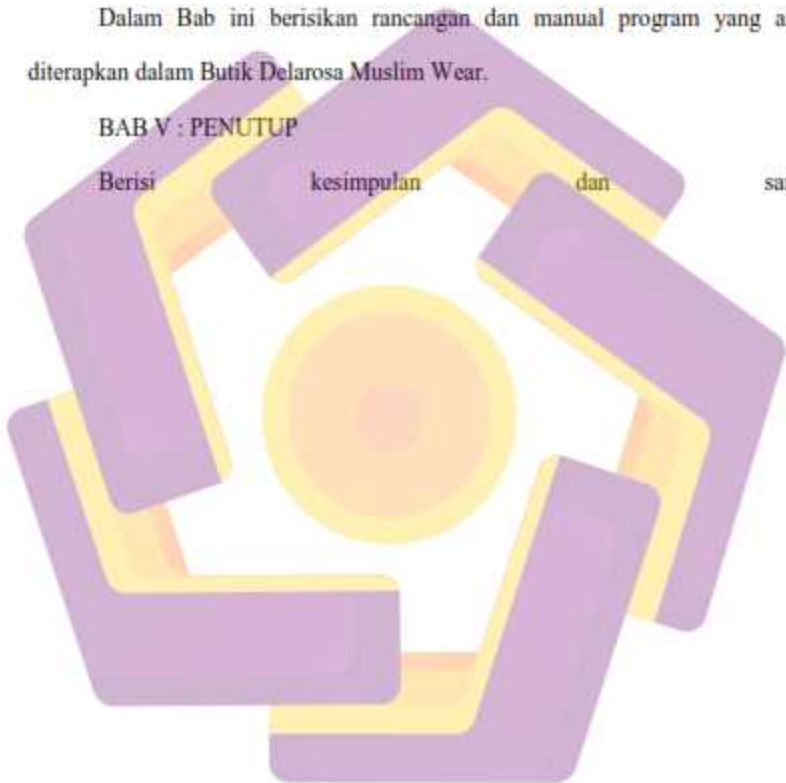 Dalam Bab ini berisikan rancangan dan manual program yang a
diterapkan dalam Butik Delarosa Muslim Wear.
BAB V : PENUTUP
Berisi kesimpulan dan sa